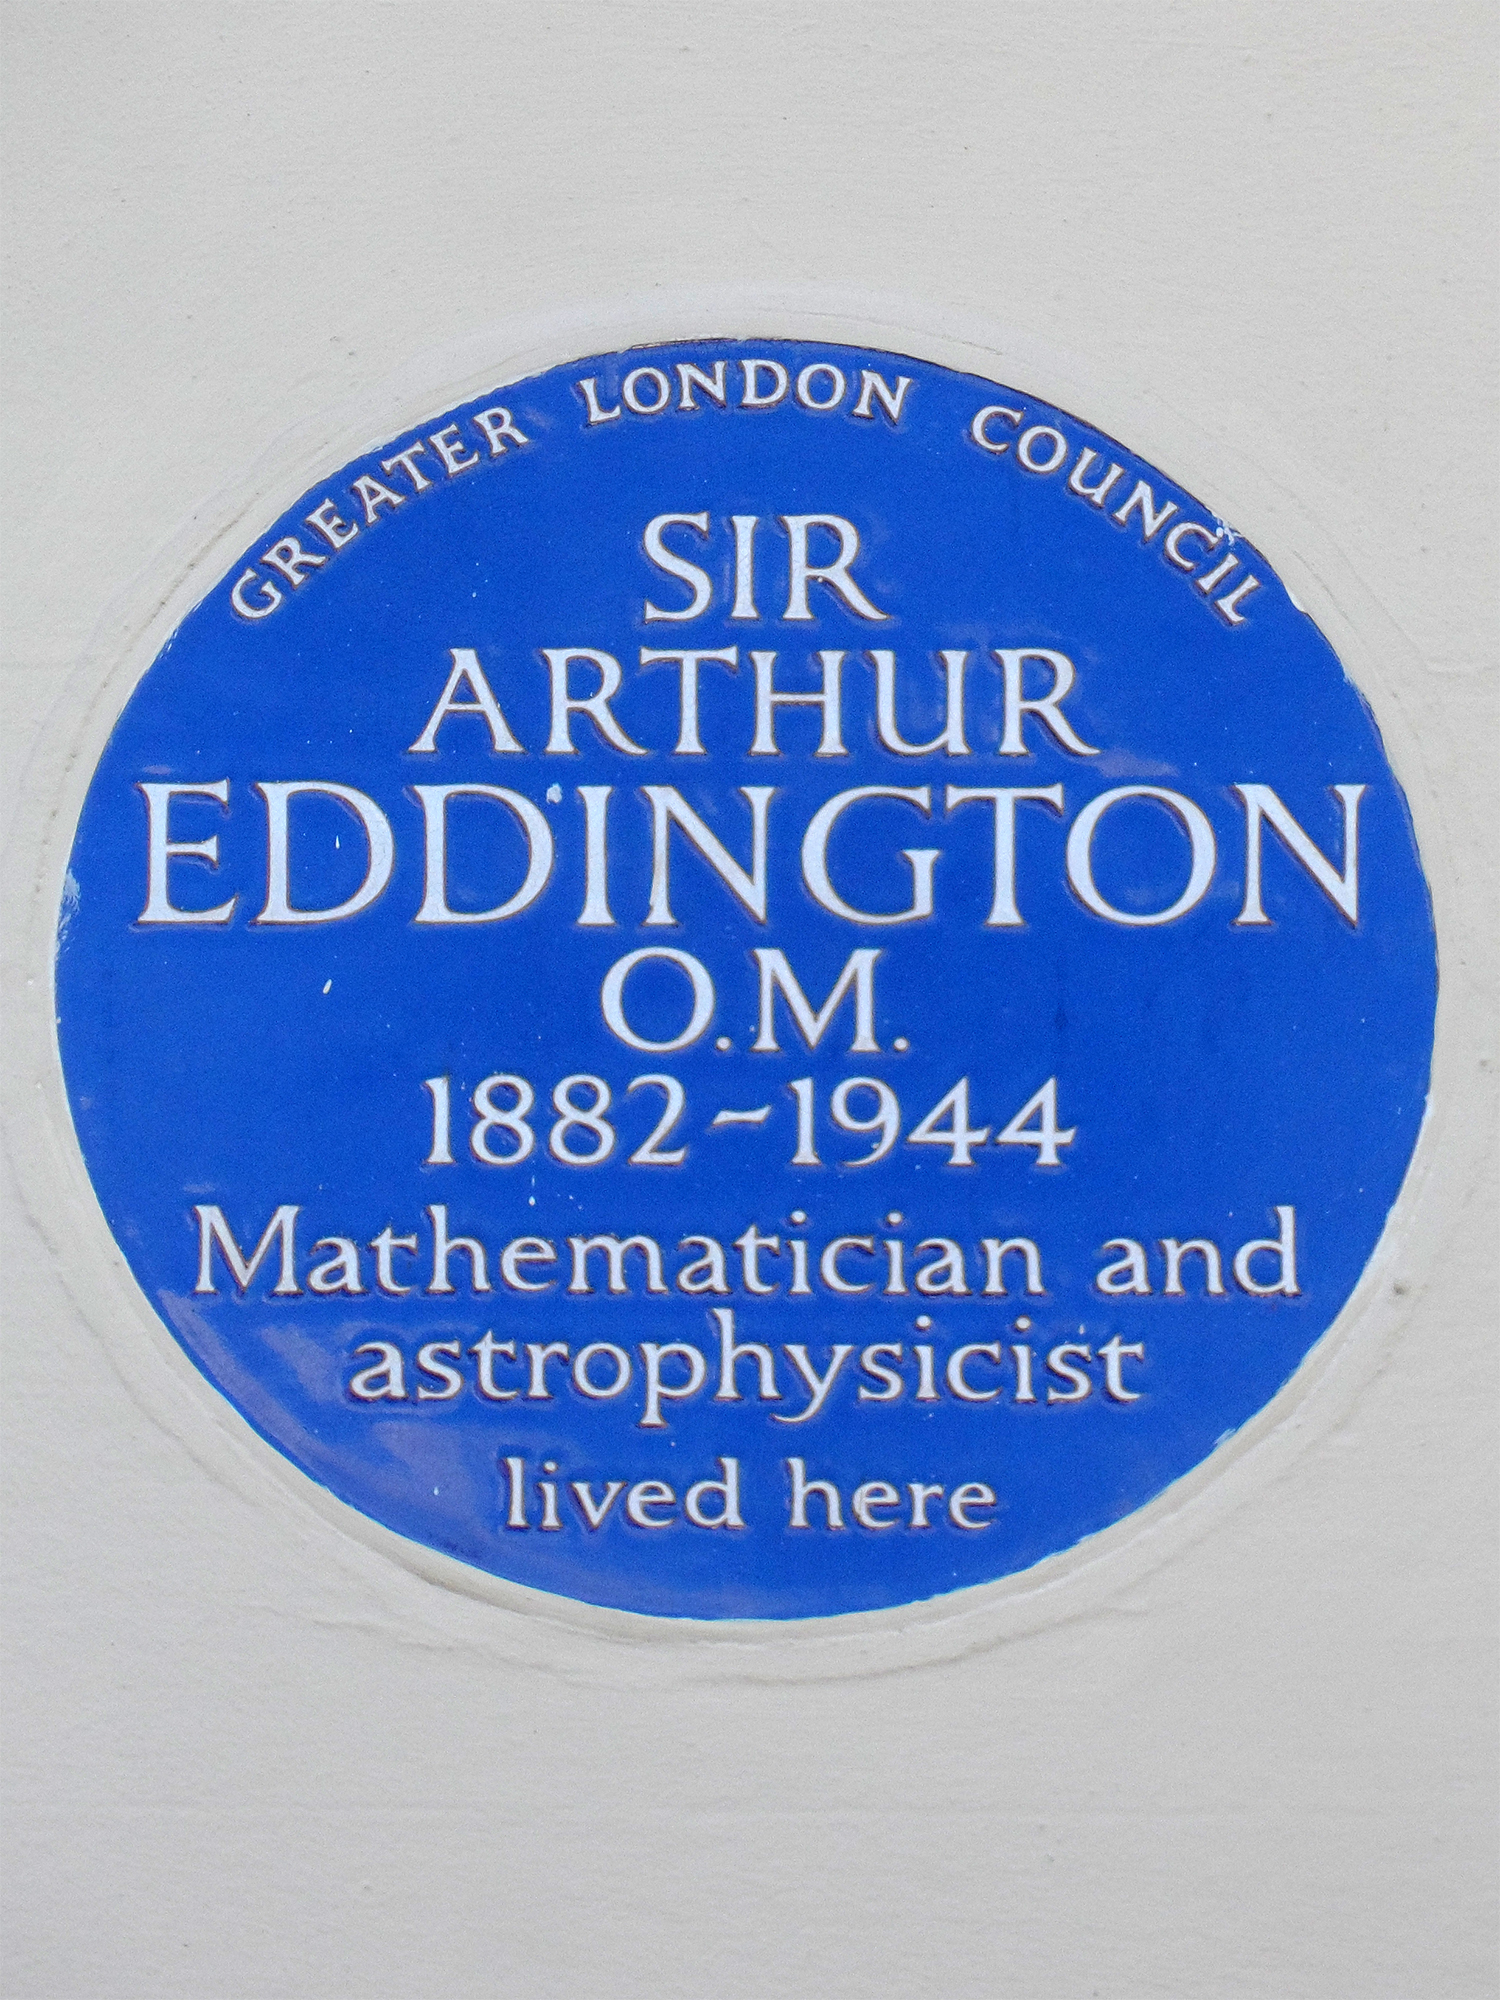 GREATER LONDON COUNCIL
SIR
ARTHUR
EDDINGTON
O.M.
1882-1944
Mathematician and
astrophysicist
lived here